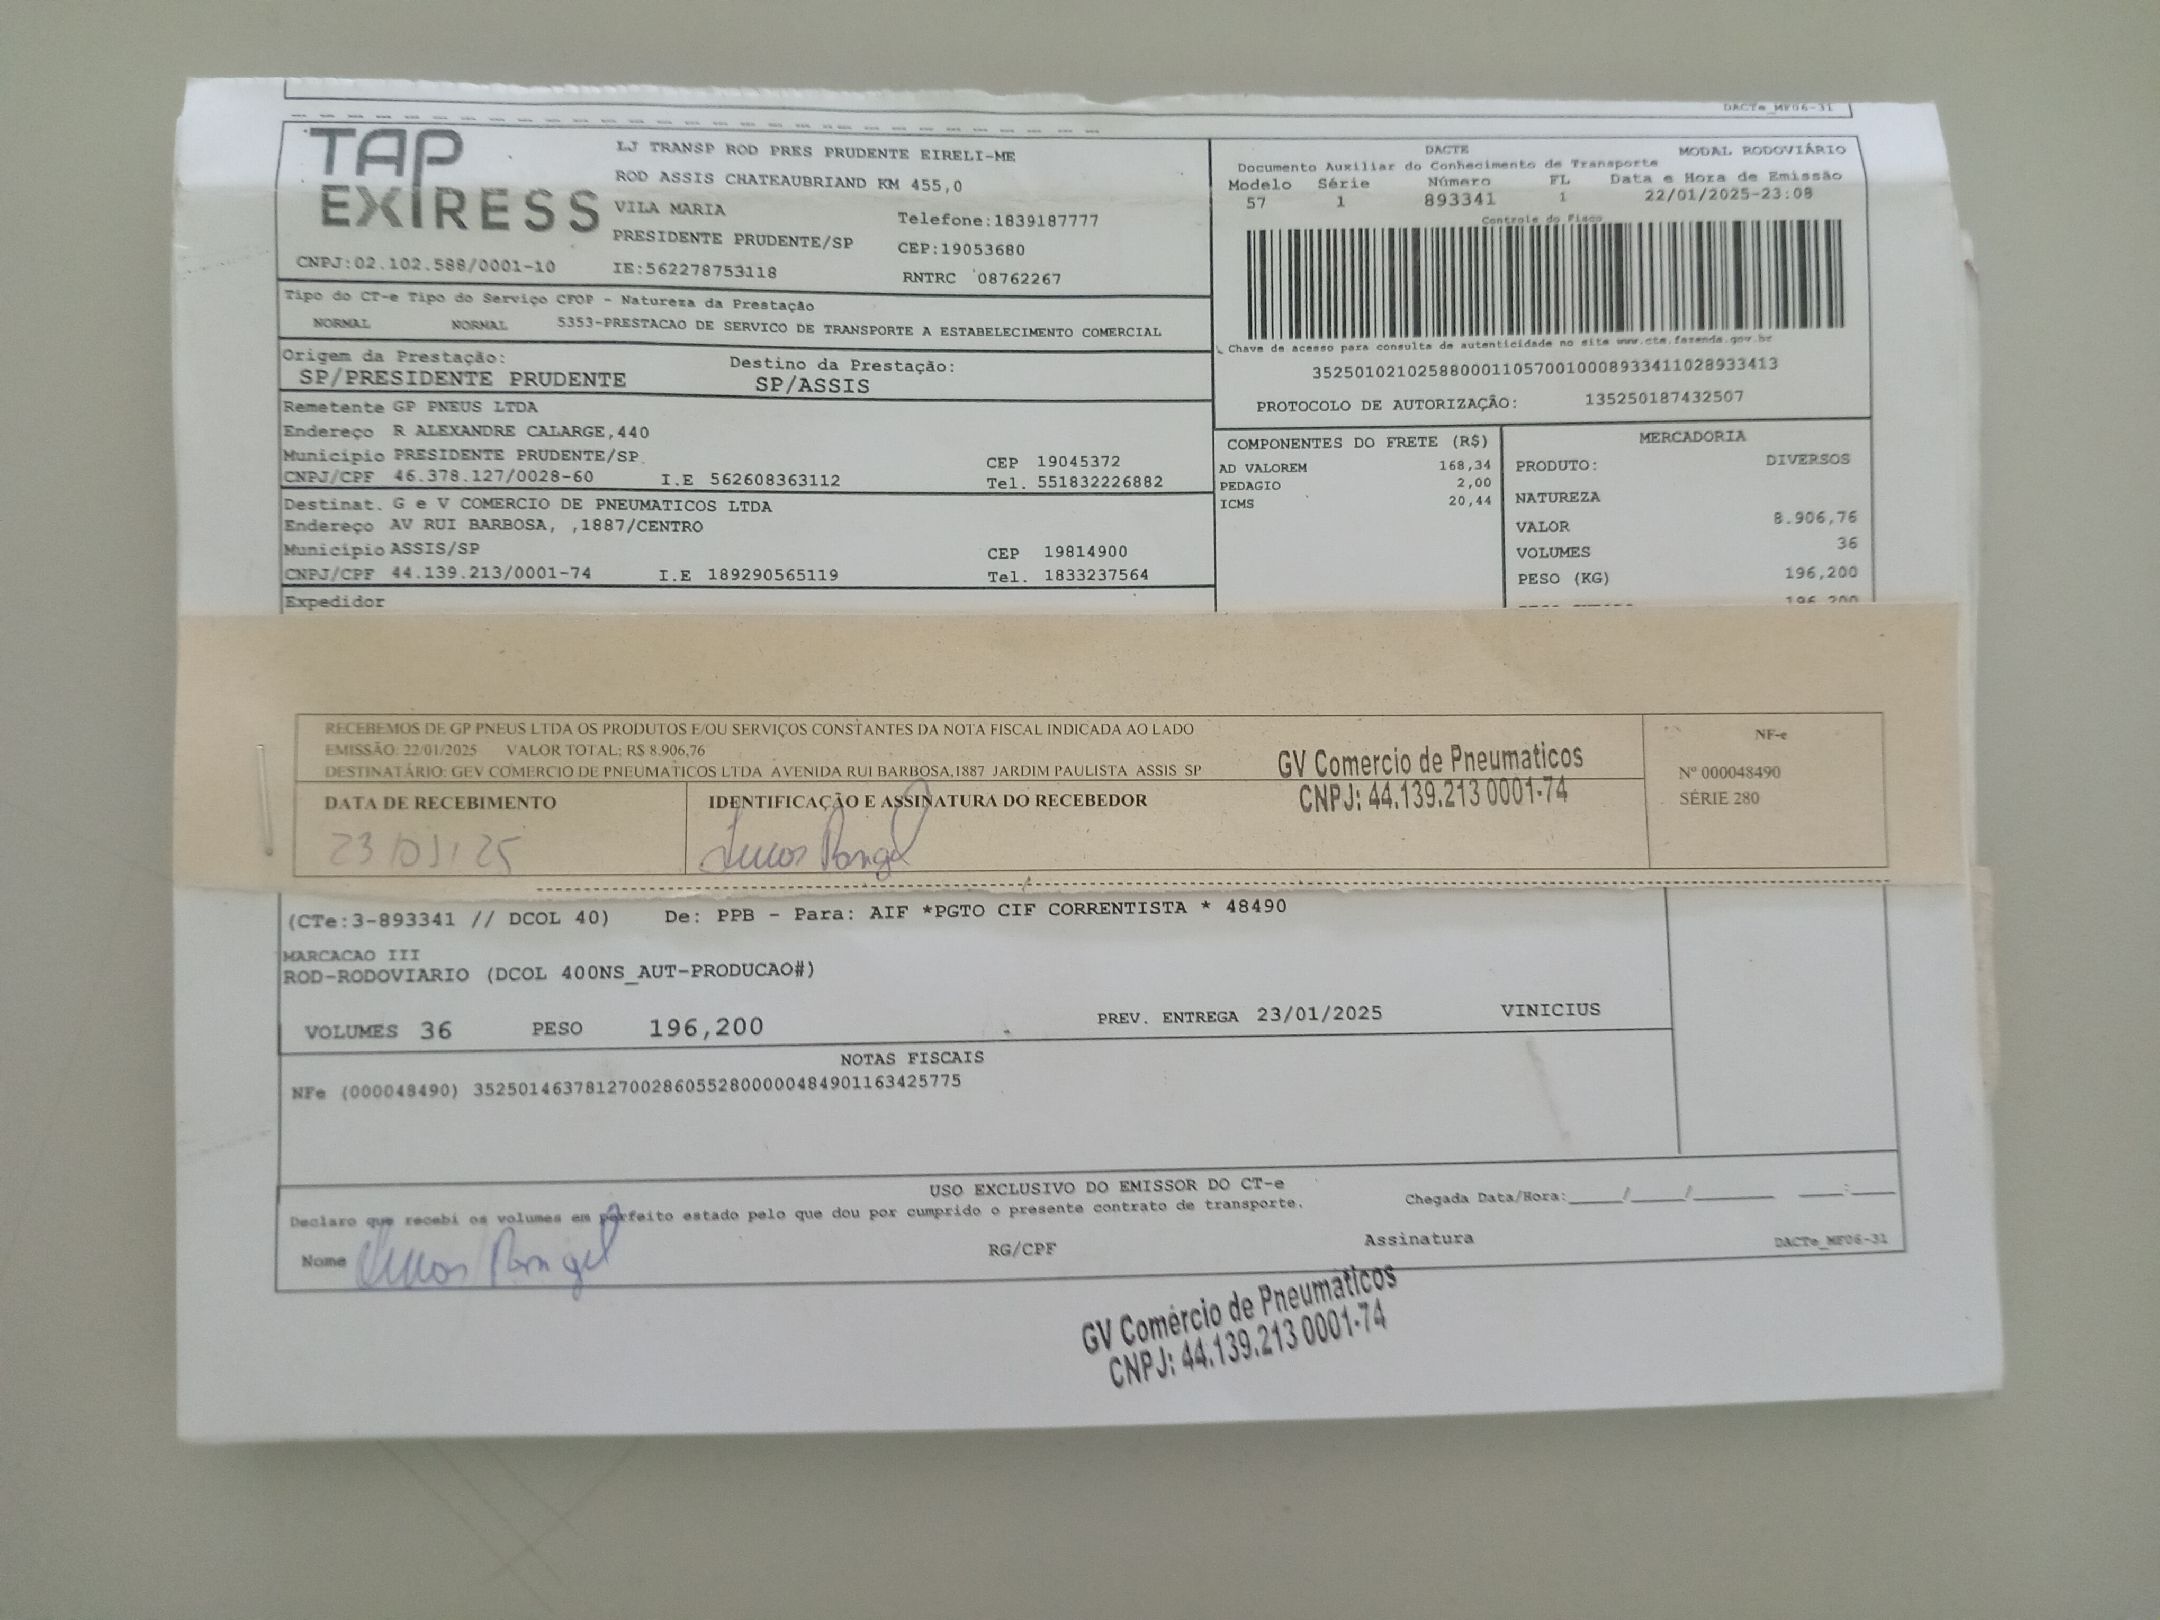 DACTe_MF06-31
TAP
EXIRESS
LJ TRANSP ROD PRES PRUDENTE EIRELI-ME
ROD ASSIS CHATEAUBRIAND KM 455,0
VILA MARIA
Telefone:1839187777
PRESIDENTE PRUDENTE/SP
CEP:19053680
CNPJ:02.102.588/0001-10
IE:562278753118
RNTRC 08762267
DACTE
MODAL RODOVIÁRIO
Documento Auxiliar do Conhecimento de Transporte
Modelo Série Número FL Data e Hora de Emissão
57 1 893341 1 22/01/2025-23:08
Controle do Fisco
Chave de acesso para consulta de autenticidade no site www.cte.fazenda.gov.br
35250102102588000110570010008933411028933413
PROTOCOLO DE AUTORIZAÇÃO: 135250187432507
Tipo do CT-e Tipo do Serviço CFOP - Natureza da Prestação
NORMAL NORMAL 5353-PRESTACAO DE SERVICO DE TRANSPORTE A ESTABELECIMENTO COMERCIAL
Origem da Prestação: Destino da Prestação:
SP/PRESIDENTE PRUDENTE SP/ASSIS
Remetente GP PNEUS LTDA
Endereço R ALEXANDRE CALARGE,440
Município PRESIDENTE PRUDENTE/SP CEP 19045372
CNPJ/CPF 46.378.127/0028-60 I.E 562608363112 Tel. 551832226882
Destinat. G e V COMERCIO DE PNEUMATICOS LTDA
Endereço AV RUI BARBOSA, ,1887/CENTRO
Município ASSIS/SP CEP 19814900
CNPJ/CPF 44.139.213/0001-74 I.E 189290565119 Tel. 1833237564
Expedidor
COMPONENTES DO FRETE (R$)
AD VALOREM 168,34
PEDAGIO 2,00
ICMS 20,44
MERCADORIA
PRODUTO: DIVERSOS
NATUREZA
VALOR 8.906,76
VOLUMES 36
PESO (KG) 196,200
196,200
RECEBEMOS DE GP PNEUS LTDA OS PRODUTOS E/OU SERVIÇOS CONSTANTES DA NOTA FISCAL INDICADA AO LADO
EMISSÃO: 22/01/2025 VALOR TOTAL: R$ 8.906,76
DESTINATÁRIO: GEV COMERCIO DE PNEUMATICOS LTDA AVENIDA RUI BARBOSA,1887 JARDIM PAULISTA ASSIS SP
GV Comercio de Pneumaticos
CNPJ: 44.139.213 0001-74
NF-e
Nº 000048490
SÉRIE 280
DATA DE RECEBIMENTO
IDENTIFICAÇÃO E ASSINATURA DO RECEBEDOR
23/01/25
Lucas Rangel
(CTe:3-893341 // DCOL 40) De: PPB - Para: AIF *PGTO CIF CORRENTISTA * 48490
MARCACAO III
ROD-RODOVIARIO (DCOL 400NS_AUT-PRODUCAO#)
VOLUMES 36 PESO 196,200 PREV. ENTREGA 23/01/2025 VINICIUS
NOTAS FISCAIS
NFe (000048490) 35250146378127002860552800000484901163425775
USO EXCLUSIVO DO EMISSOR DO CT-e
Chegada Data/Hora:_____/_____/_______ ___:___
Declaro que recebi os volumes em perfeito estado pelo que dou por cumprido o presente contrato de transporte.
Nome Lucas Rangel RG/CPF Assinatura
DACTe_MF06-31
GV Comércio de Pneumaticos
CNPJ: 44.139.213 0001-74